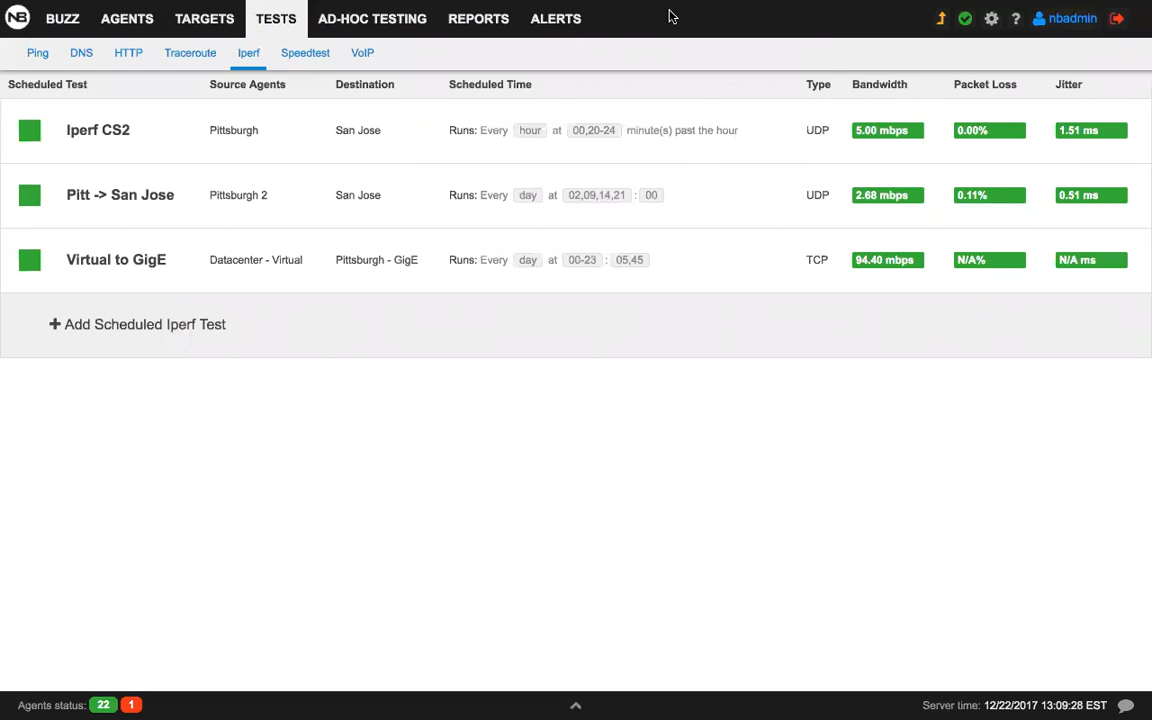 NB BUZZ AGENTS TARGETS TESTS AD-HOC TESTING REPORTS ALERTS ? nbadmin
Ping DNS HTTP Traceroute Iperf Speedtest VoIP
Scheduled Test Source Agents Destination Scheduled Time Type Bandwidth Packet Loss Jitter
Iperf CS2 Pittsburgh San Jose Runs: Every hour at 00,20-24 minute(s) past the hour UDP 5.00 mbps 0.00% 1.51 ms
Pitt -> San Jose Pittsburgh 2 San Jose Runs: Every day at 02,09,14,21 : 00 UDP 2.68 mbps 0.11% 0.51 ms
Virtual to GigE Datacenter - Virtual Pittsburgh - GigE Runs: Every day at 00-23 : 05,45 TCP 94.40 mbps N/A% N/A ms
+ Add Scheduled Iperf Test
Agents status: 22 1 Server time: 12/22/2017 13:09:28 EST